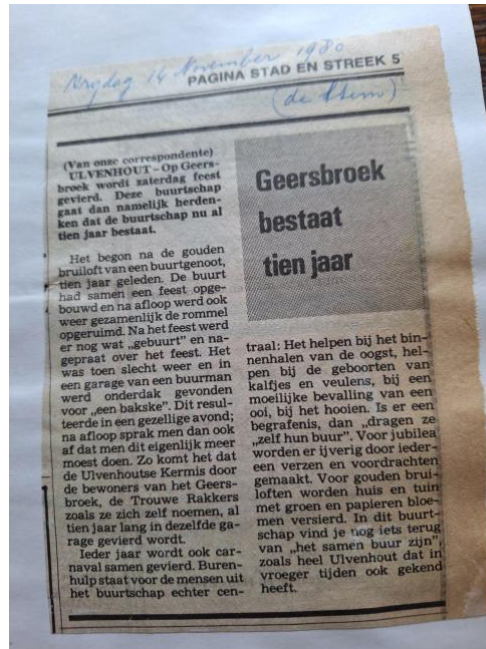 Vrijdag 14 November 1980
PAGINA STAD EN STREEK 5
(de Stem)
(Van onze correspondente)
ULVENHOUT – Op Geers-
broek wordt zaterdag feest
gevierd. Deze buurtschap
gaat dan namelijk herden-
ken dat de buurtschap nu al
tien jaar bestaat.
Het begon na de gouden
bruiloft van een buurtgenoot,
tien jaar geleden. De buurt
had samen een feest opge-
bouwd en na afloop werd ook
weer gezamenlijk de rommel
opgeruimd. Na het feest werd
er nog wat „gebuurt” en na-
gepraat over het feest. Het
was toen slecht weer en in
een garage van een buurman
werd onderdak gevonden
voor „een bakske”. Dit resul-
teerde in een gezellige avond;
na afloop sprak men dan ook
af dat men dit eigenlijk meer
moest doen. Zo komt het dat
de Ulvenhoutse Kermis door
de bewoners van het Geers-
broek, de Trouwe Rakkers
zoals ze zich zelf noemen, al
tien jaar lang in dezelfde ga-
rage gevierd wordt.
Ieder jaar wordt ook car-
naval samen gevierd. Buren-
hulp staat voor de mensen uit
het buurtschap echter cen-
Geersbroek
bestaat
tien jaar
traal: Het helpen bij het bin-
nenhalen van de oogst, hel-
pen bij de geboorten van
kalfjes en veulens, bij een
moeilijke bevalling van een
ooi, bij het hooien. Is er een
begrafenis, dan „dragen ze
„zelf hun buur”. Voor jubilea
worden er ijverig door ieder-
een verzen en voordrachten
gemaakt. Voor gouden brui-
loften worden huis en tuin
met groen en papieren bloe-
men versierd. In dit buurt-
schap vind je nog iets terug
van „het samen buur zijn”,
zoals heel Ulvenhout dat in
vroeger tijden ook gekend
heeft.